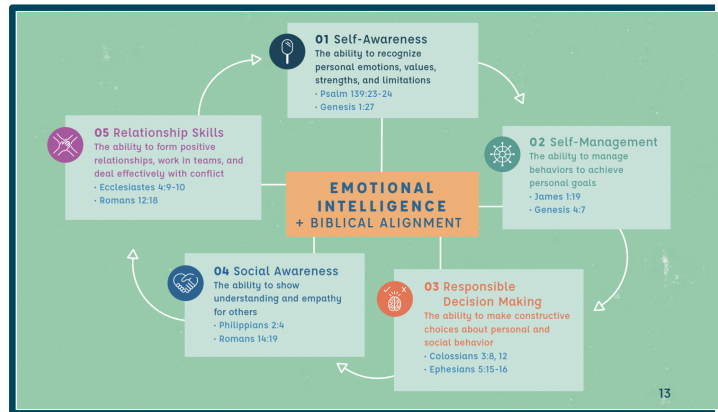 01 Self-Awareness
The ability to recognize
personal emotions, values,
strengths, and limitations
· Psalm 139:23-24
· Genesis 1:27
02 Self-Management
The ability to manage
behaviors to achieve
personal goals
· James 1:19
· Genesis 4:7
03 Responsible
Decision Making
The ability to make constructive
choices about personal and
social behavior
· Colossians 3:8, 12
· Ephesians 5:15-16
04 Social Awareness
The ability to show
understanding and empathy
for others
· Philippians 2:4
· Romans 14:19
05 Relationship Skills
The ability to form positive
relationships, work in teams, and
deal effectively with conflict
· Ecclesiastes 4:9-10
· Romans 12:18
EMOTIONAL
INTELLIGENCE
+ BIBLICAL ALIGNMENT
13